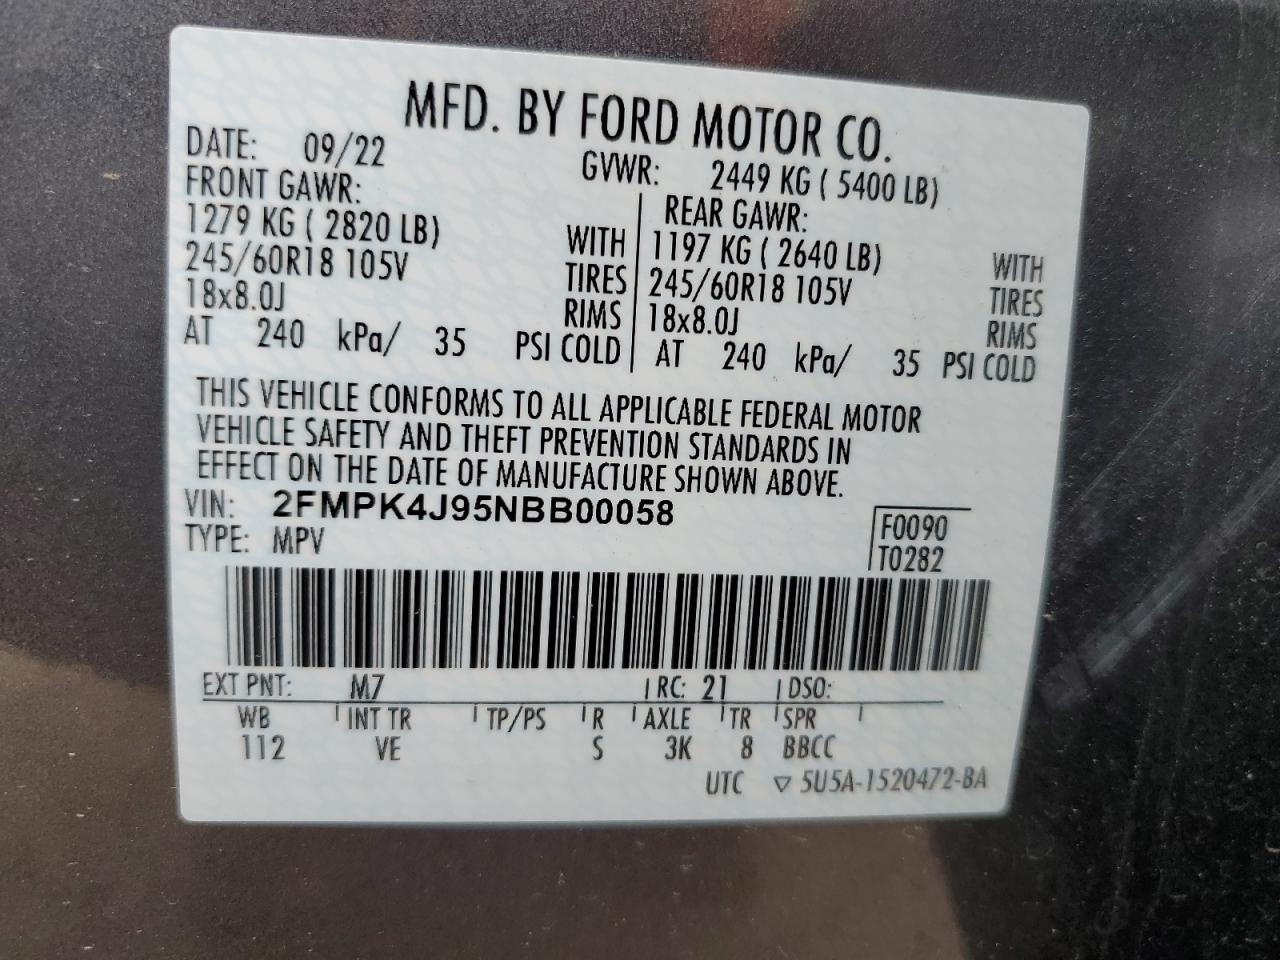 MFD. BY FORD MOTOR CO.
DATE: 09/22 GVWR: 2449 KG ( 5400 LB)
FRONT GAWR: REAR GAWR:
1279 KG ( 2820 LB) WITH 1197 KG ( 2640 LB) WITH
245/60R18 105V TIRES 245/60R18 105V TIRES
18x8.0J RIMS 18x8.0J RIMS
AT 240 kPa/ 35 PSI COLD AT 240 kPa/ 35 PSI COLD
THIS VEHICLE CONFORMS TO ALL APPLICABLE FEDERAL MOTOR
VEHICLE SAFETY AND THEFT PREVENTION STANDARDS IN
EFFECT ON THE DATE OF MANUFACTURE SHOWN ABOVE.
VIN: 2FMPK4J95NBB00058
F0090
TYPE: MPV
T0282
EXT PNT: M7 RC: 21 DSO:
WB INT TR TP/PS R AXLE TR SPR
112 VE S 3K 8 BBCC
UTC ▽ 5U5A-1520472-BA